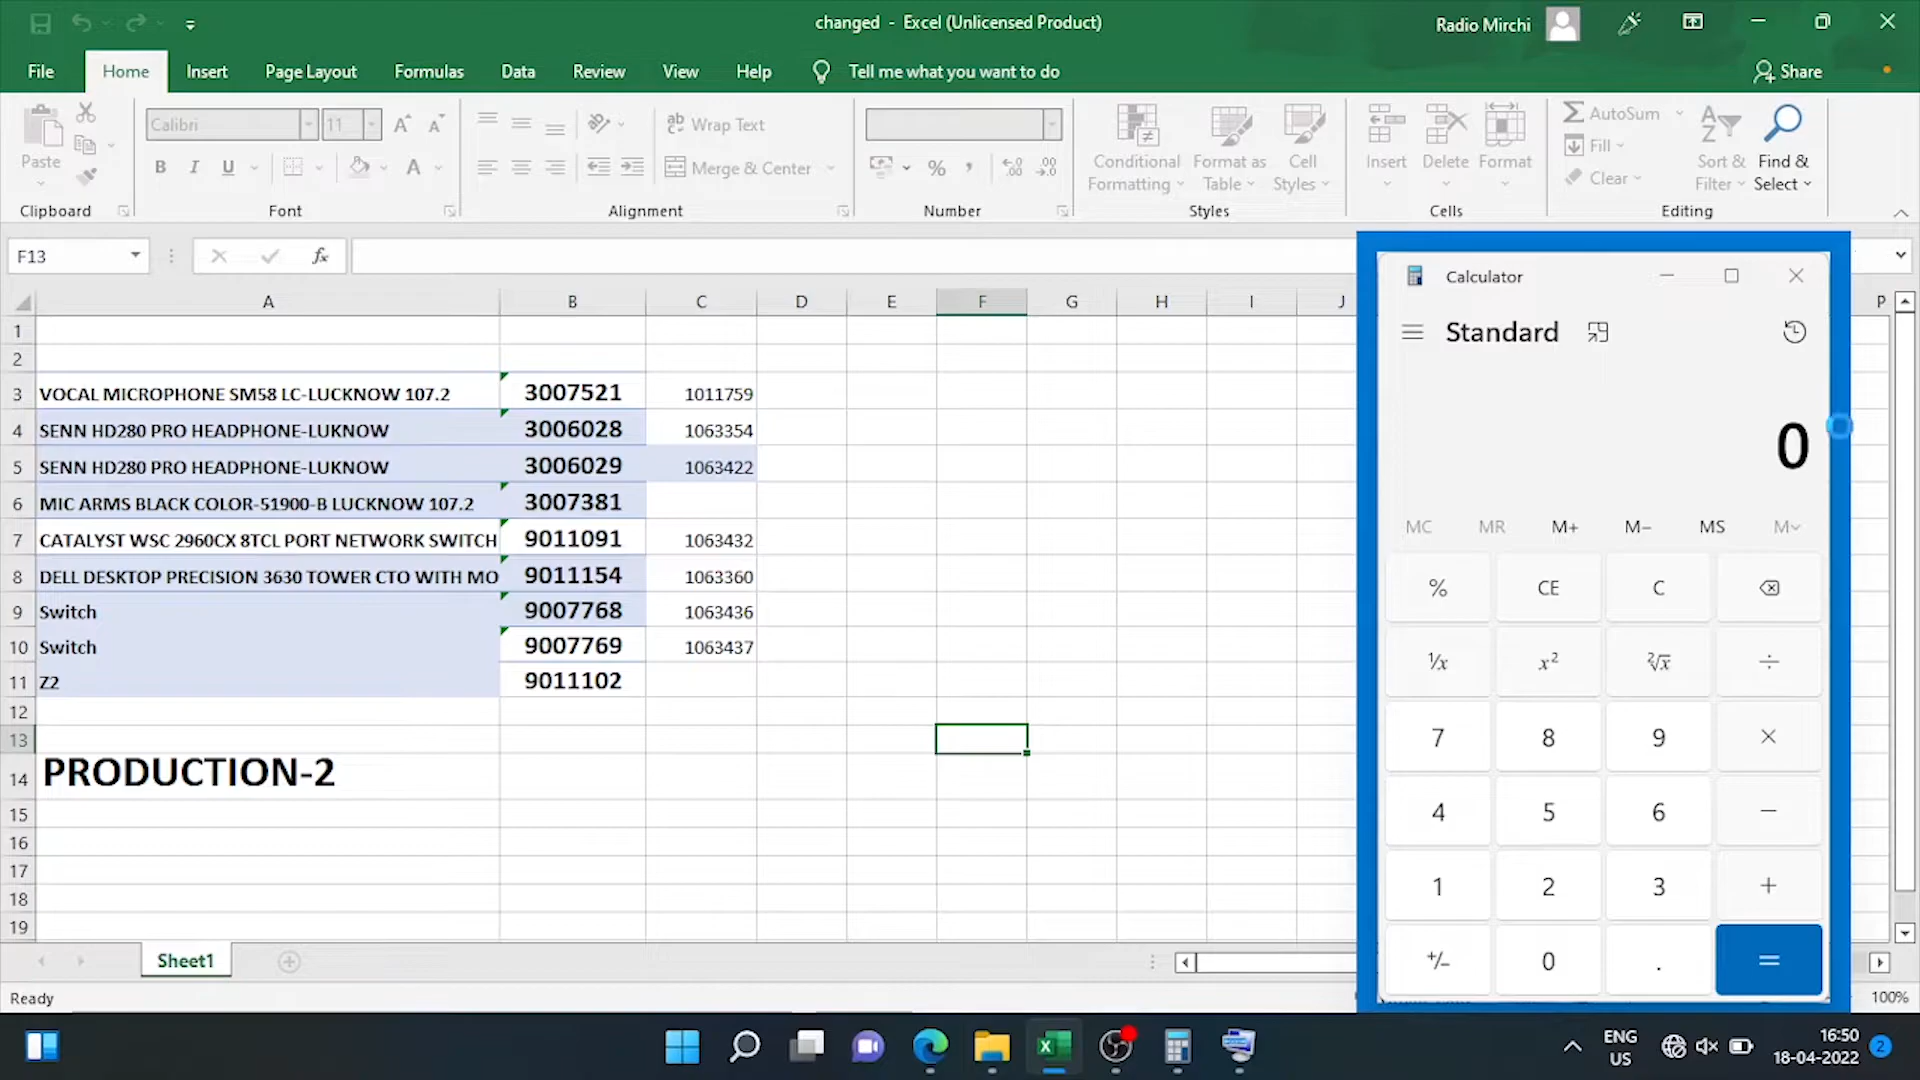 changed - Excel (Unlicensed Product)
Radio Mirchi
File Home Insert Page Layout Formulas Data Review View Help Tell me what you want to do Share
Calibri 11 A A ab Wrap Text AutoSum
Paste B I U A Merge & Center % , Conditional Formatting Format as Table Cell Styles Insert Delete Format Fill Clear Sort & Filter Find & Select
Clipboard Font Alignment Number Styles Cells Editing
F13 fx
A B C D E F G H I J P
1
2
3 VOCAL MICROPHONE SM58 LC-LUCKNOW 107.2 3007521 1011759
4 SENN HD280 PRO HEADPHONE-LUKNOW 3006028 1063354
5 SENN HD280 PRO HEADPHONE-LUKNOW 3006029 1063422
6 MIC ARMS BLACK COLOR-51900-B LUCKNOW 107.2 3007381
7 CATALYST WSC 2960CX 8TCL PORT NETWORK SWITCH 9011091 1063432
8 DELL DESKTOP PRECISION 3630 TOWER CTO WITH MO 9011154 1063360
9 Switch 9007768 1063436
10 Switch 9007769 1063437
11 Z2 9011102
12
13
14 PRODUCTION-2
15
16
17
18
19
Sheet1
Ready 100%
Calculator
Standard
0
MC MR M+ M− MS M
% CE C
¹/x x² ²√x ÷
7 8 9 ×
4 5 6 −
1 2 3 +
+/− 0 . =
ENG
US
16:50
18-04-2022
2